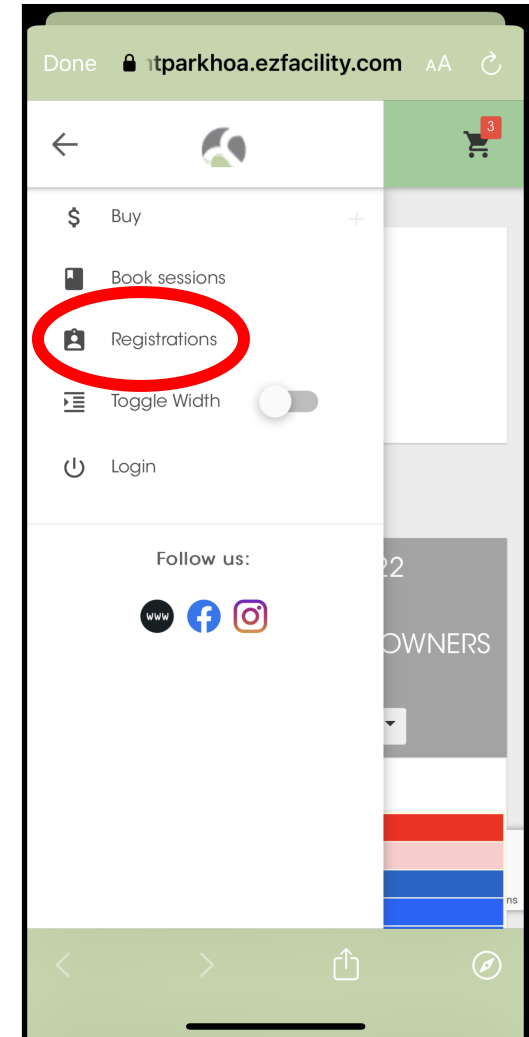 Done tparkhoa.ezfacility.com AA
3
$ Buy +
Book sessions
Registrations
Toggle Width
Login
Follow us:
www
22
OWNERS
ns